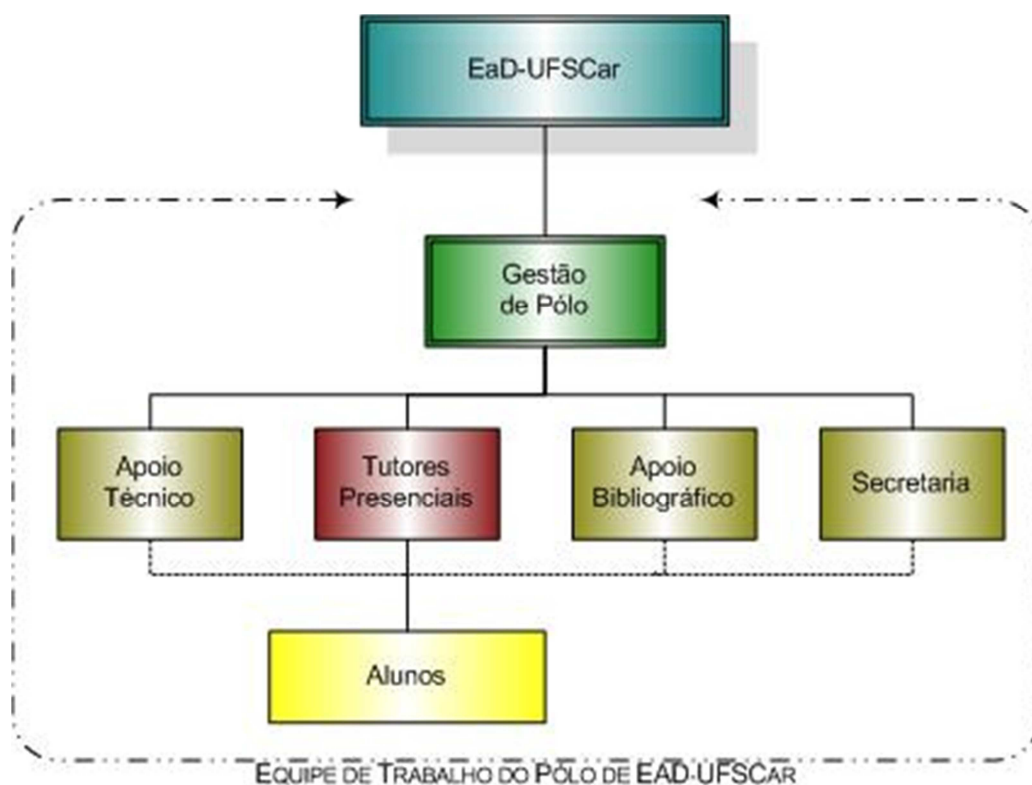 EaD-UFSCar
Gestão
de Pólo
Apoio
Técnico
Tutores
Presenciais
Apoio
Bibliográfico
Secretaria
Alunos
EQUIPE DE TRABALHO DO PÓLO DE EAD-UFSCAR